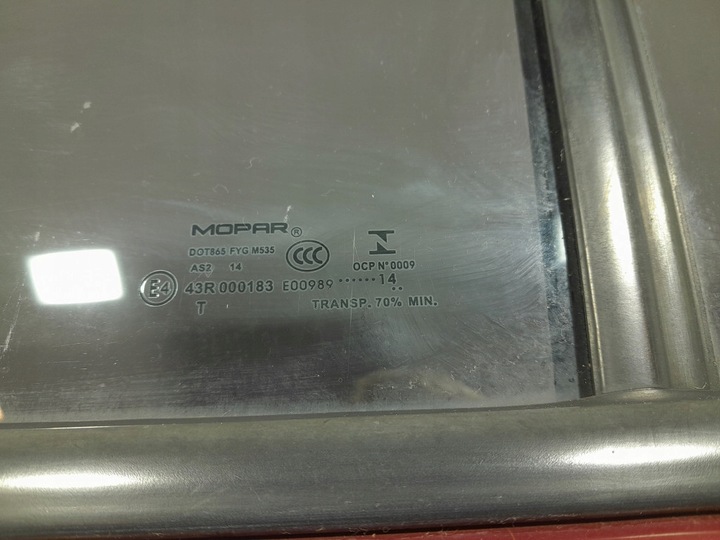 MOPAR®
DOT865 FYG M535
AS2 14
CCC
OCP N°0009
E4 43R 000183 E00989 ......14..
T
TRANSP. 70% MIN.